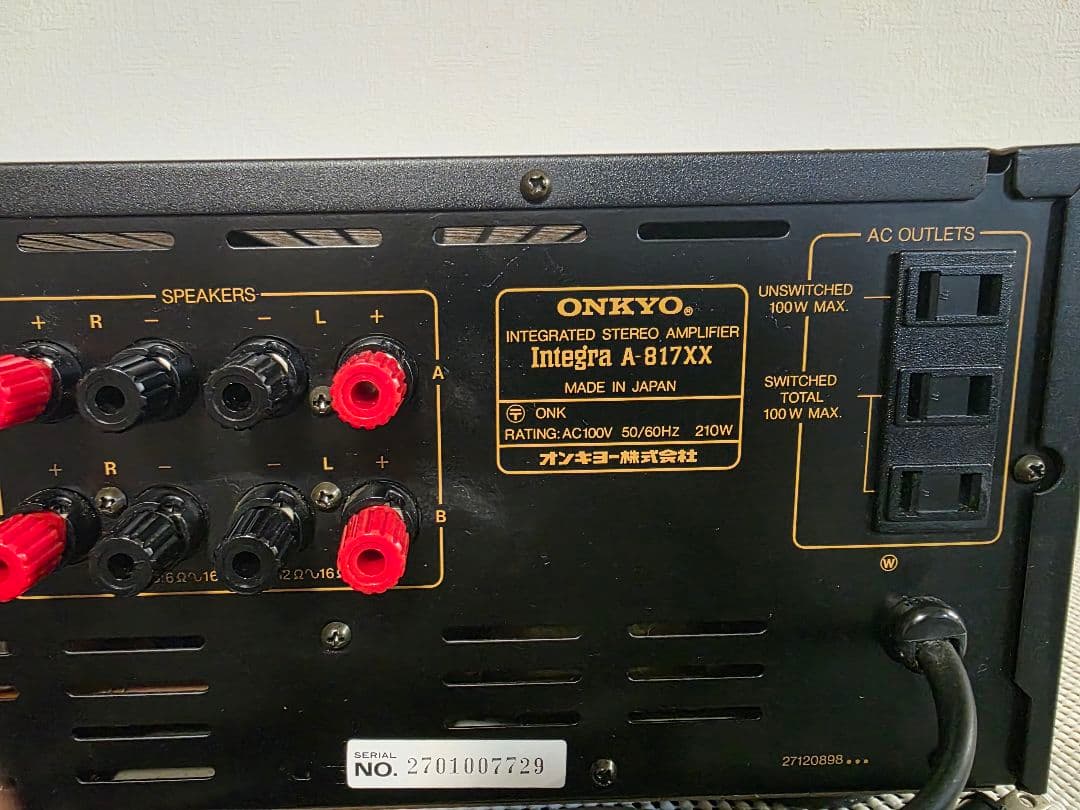 SPEAKERS
+ R − − L +
A
+ R − − L +
B
ONKYO®
INTEGRATED STEREO AMPLIFIER
Integra A-817XX
MADE IN JAPAN
〶 ONK
RATING: AC100V 50/60Hz 210W
オンキヨー株式会社
AC OUTLETS
UNSWITCHED
100W MAX.
SWITCHED
TOTAL
100W MAX.
W
SERIAL
NO. 2701007729
27120898•••